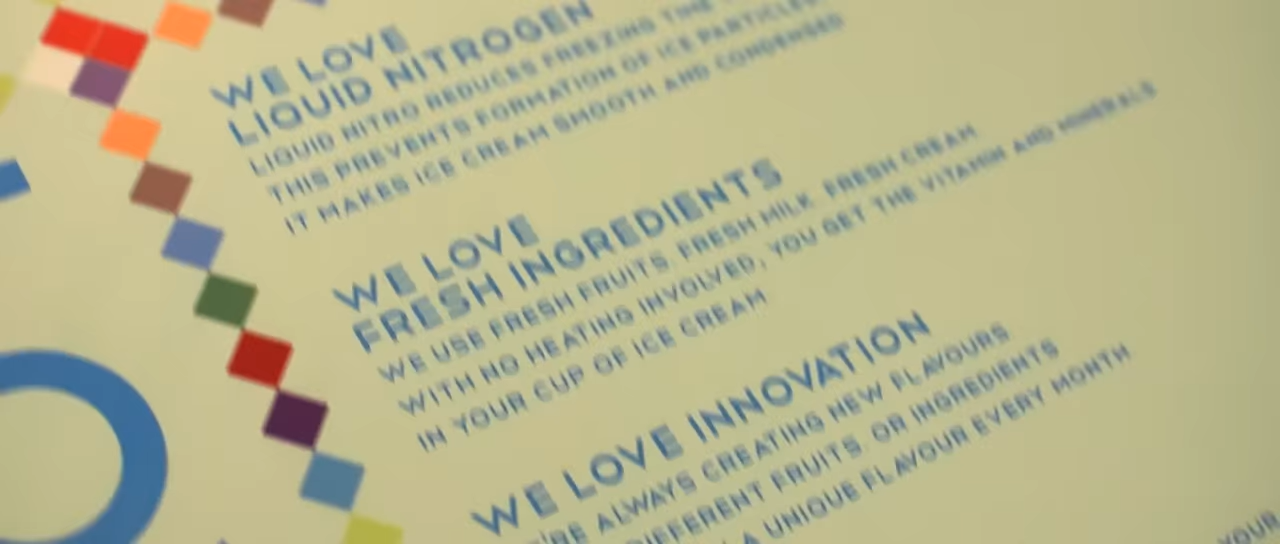 WE LOVE
LIQUID NITROGEN
LIQUID NITRO REDUCES FREEZING TIME
THIS PREVENTS FORMATION OF ICE PARTICLES
IT MAKES ICE CREAM SMOOTH AND CONDENSED
WE LOVE
FRESH INGREDIENTS
WE USE FRESH FRUITS, FRESH MILK, FRESH CREAM
WITH NO HEATING INVOLVED, YOU GET THE VITAMIN AND MINERALS
IN YOUR CUP OF ICE CREAM
WE LOVE INNOVATION
'RE ALWAYS CREATING NEW FLAVOURS
DIFFERENT FRUITS, OR INGREDIENTS
A UNIQUE FLAVOUR EVERY MONTH
YOUR